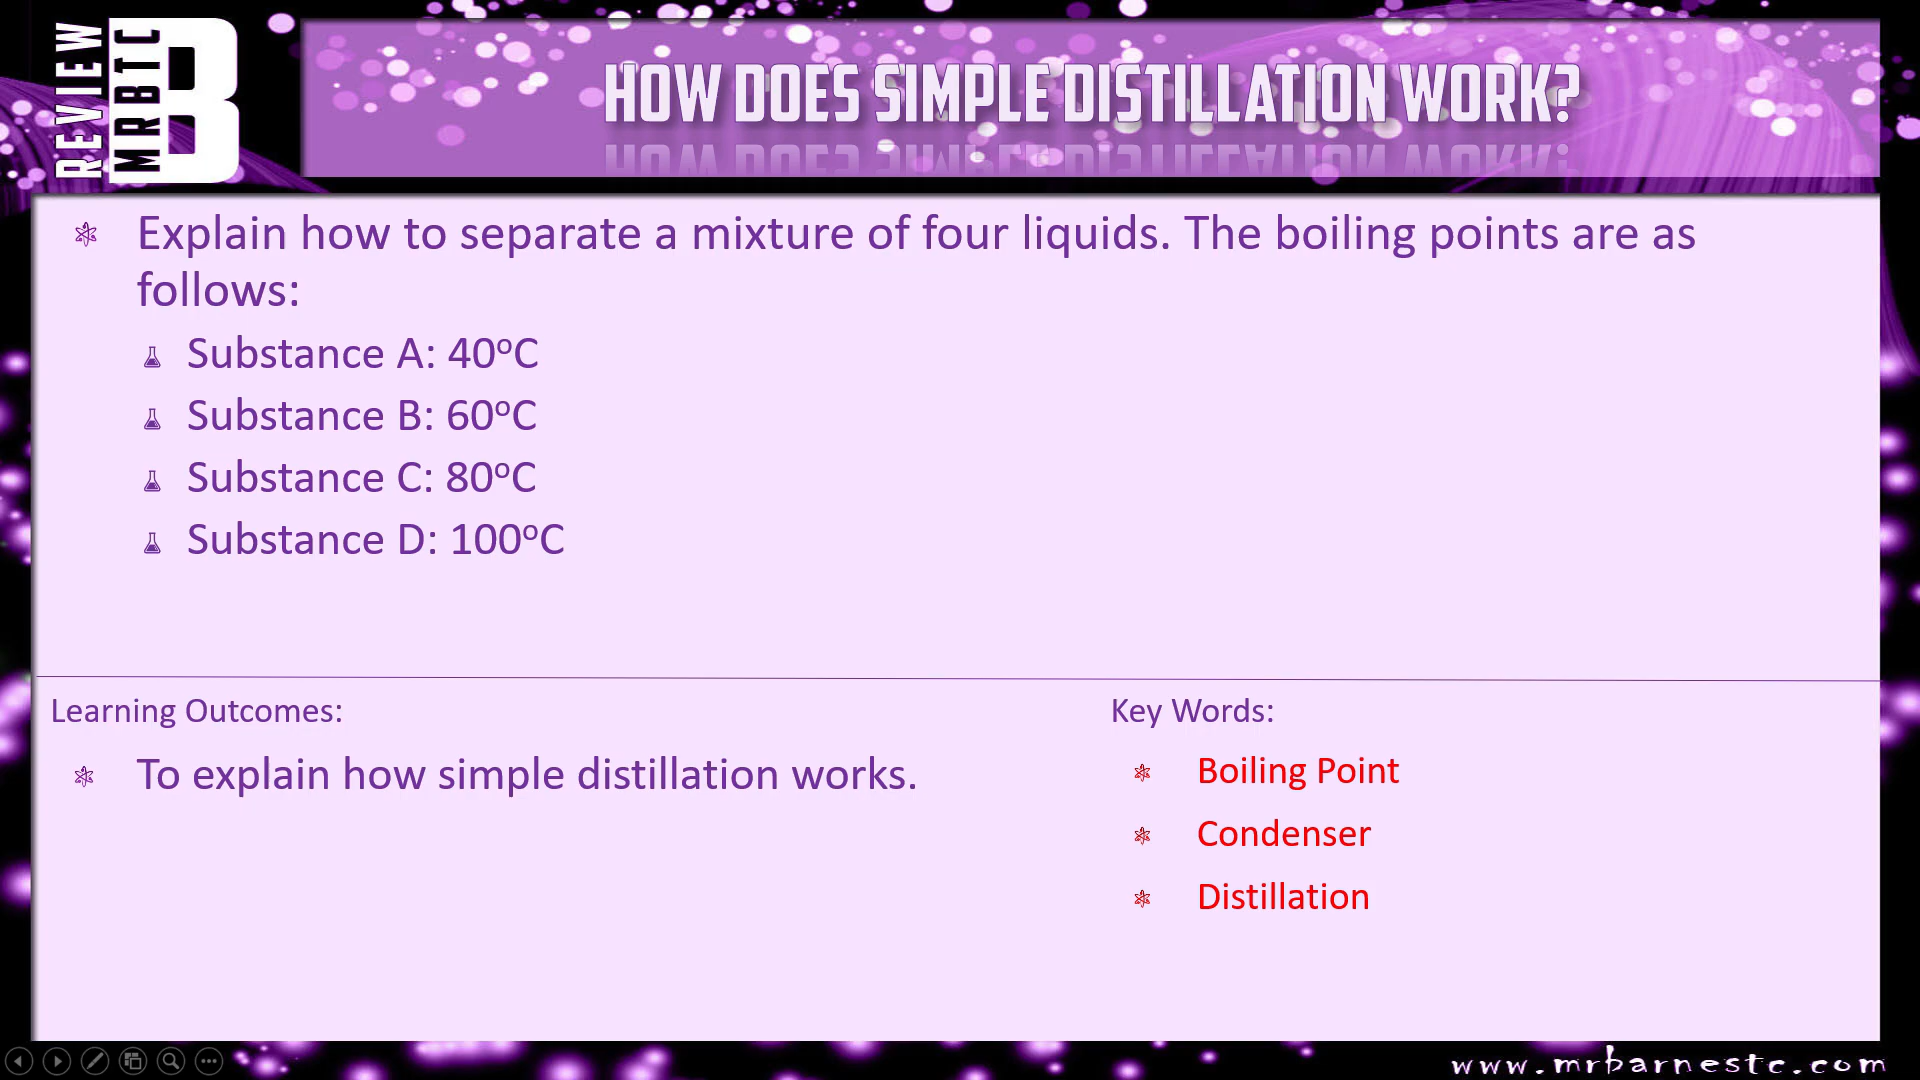 REVIEW
MRBTC
B
HOW DOES SIMPLE DISTILLATION WORK?
Explain how to separate a mixture of four liquids. The boiling points are as
follows:
Substance A: 40ºC
Substance B: 60ºC
Substance C: 80ºC
Substance D: 100ºC
Learning Outcomes:
To explain how simple distillation works.
Key Words:
Boiling Point
Condenser
Distillation
www.mrbarnestc.com